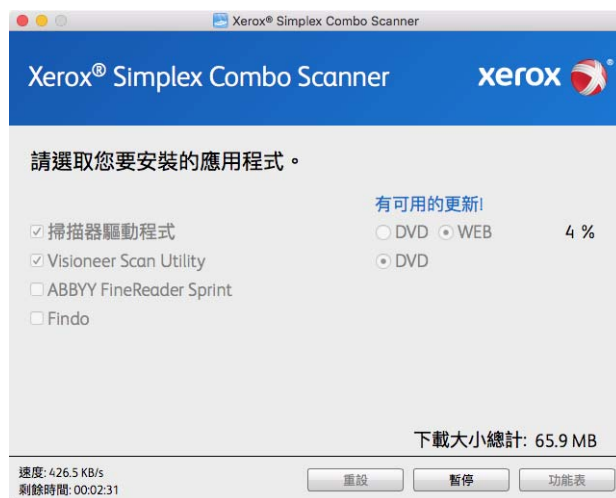 Xerox® Simplex Combo Scanner
Xerox® Simplex Combo Scanner
xerox ®
請選取您要安裝的應用程式。
有可用的更新!
掃描器驅動程式 DVD WEB 4 %
Visioneer Scan Utility DVD
ABBYY FineReader Sprint
Findo
下載大小總計: 65.9 MB
速度: 426.5 KB/s
剩餘時間: 00:02:31
重設 暫停 功能表